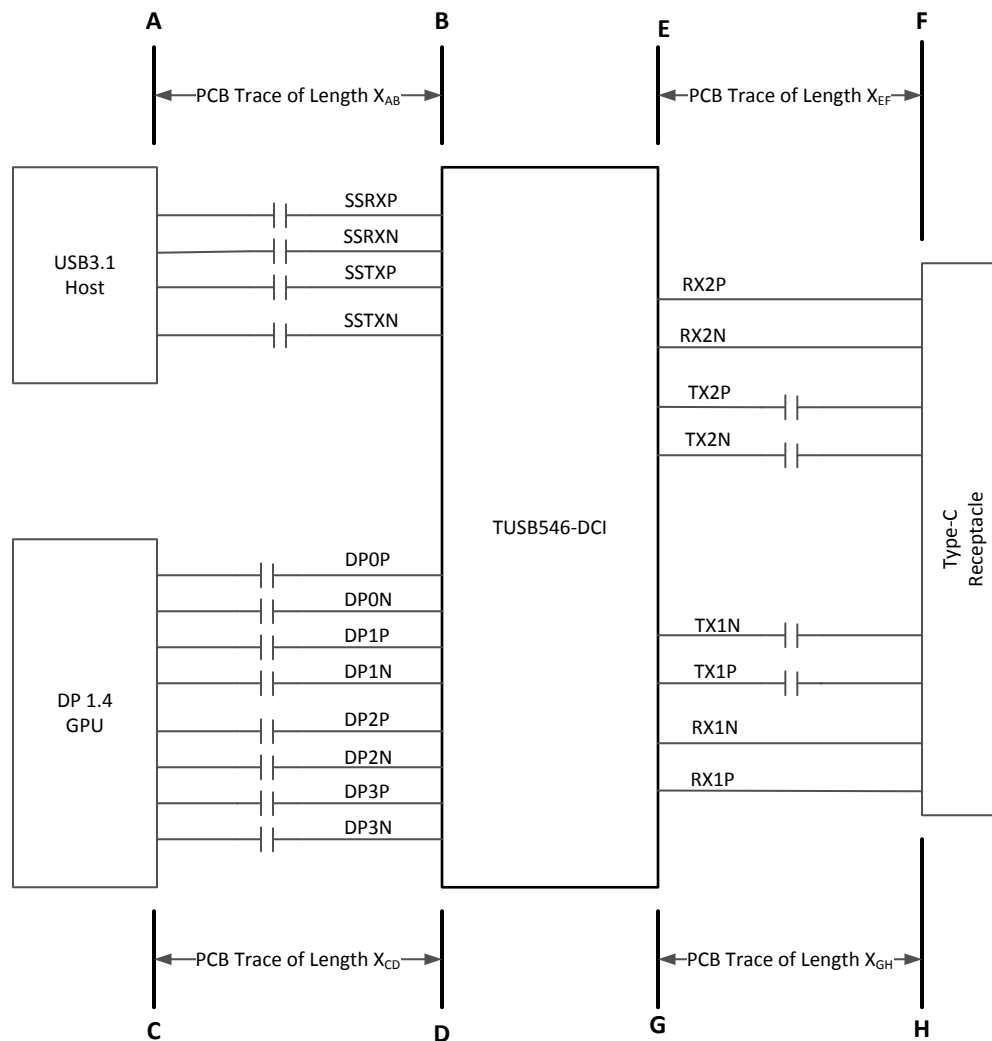 A
B
E
F
PCB Trace of Length XAB
PCB Trace of Length XEF
USB3.1
Host
SSRXP
SSRXN
SSTXP
SSTXN
RX2P
RX2N
TX2P
TX2N
TUSB546-DCI
Type-C
Receptacle
DP 1.4
GPU
DP0P
DP0N
DP1P
DP1N
DP2P
DP2N
DP3P
DP3N
TX1N
TX1P
RX1N
RX1P
PCB Trace of Length XCD
PCB Trace of Length XGH
C
D
G
H